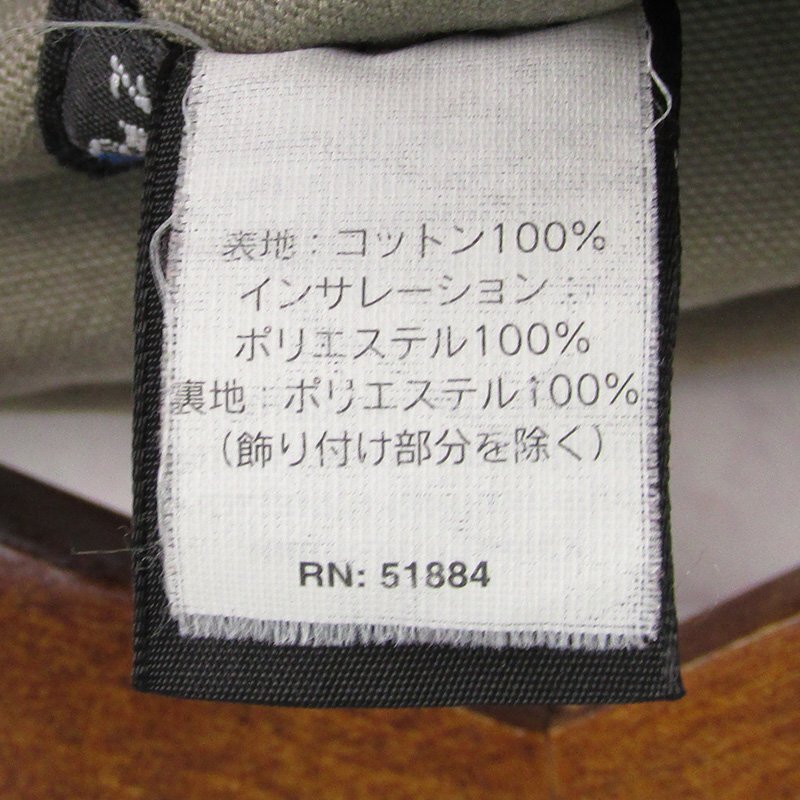 表地：コットン100%
インサレーション：
ポリエステル100%
裏地：ポリエステル100%
（飾り付け部分を除く）
RN: 51884